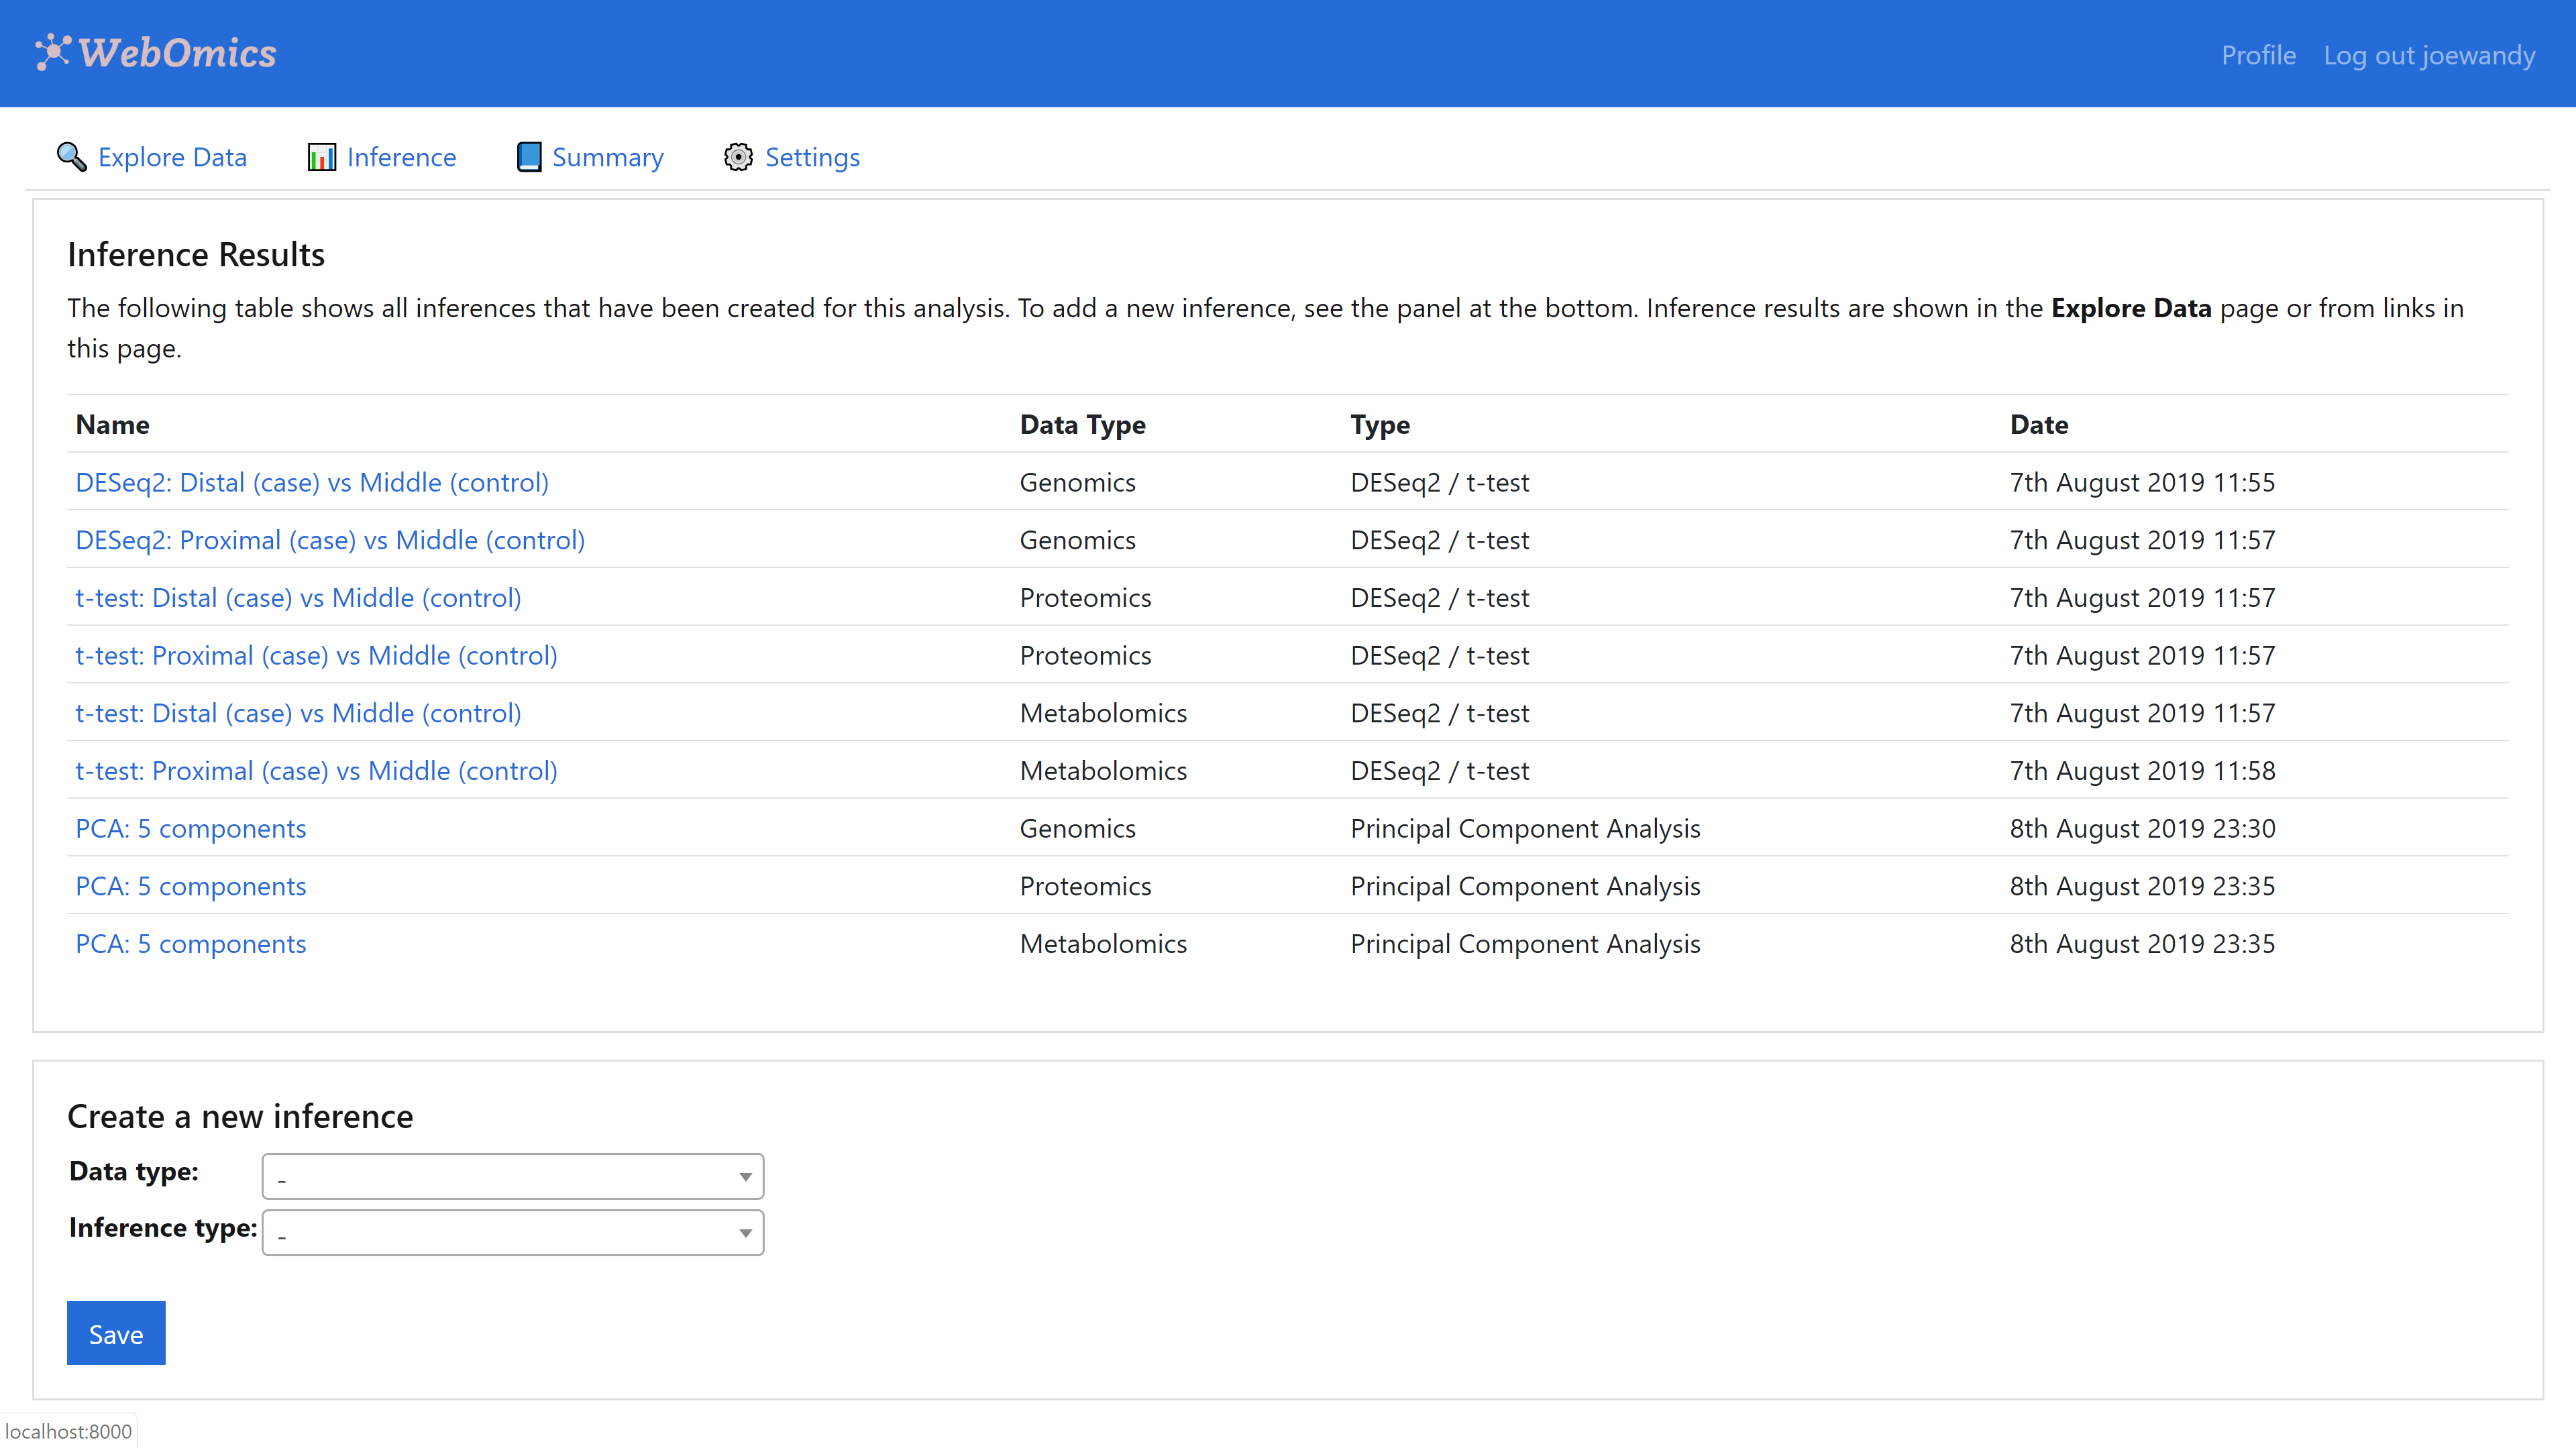 WebOmics
Profile Log out joewandy
Explore Data Inference Summary Settings
Inference Results
The following table shows all inferences that have been created for this analysis. To add a new inference, see the panel at the bottom. Inference results are shown in the Explore Data page or from links in
this page.
Name Data Type Type Date
DESeq2: Distal (case) vs Middle (control) Genomics DESeq2 / t-test 7th August 2019 11:55
DESeq2: Proximal (case) vs Middle (control) Genomics DESeq2 / t-test 7th August 2019 11:57
t-test: Distal (case) vs Middle (control) Proteomics DESeq2 / t-test 7th August 2019 11:57
t-test: Proximal (case) vs Middle (control) Proteomics DESeq2 / t-test 7th August 2019 11:57
t-test: Distal (case) vs Middle (control) Metabolomics DESeq2 / t-test 7th August 2019 11:57
t-test: Proximal (case) vs Middle (control) Metabolomics DESeq2 / t-test 7th August 2019 11:58
PCA: 5 components Genomics Principal Component Analysis 8th August 2019 23:30
PCA: 5 components Proteomics Principal Component Analysis 8th August 2019 23:35
PCA: 5 components Metabolomics Principal Component Analysis 8th August 2019 23:35
Create a new inference
Data type: -
Inference type: -
Save
localhost:8000